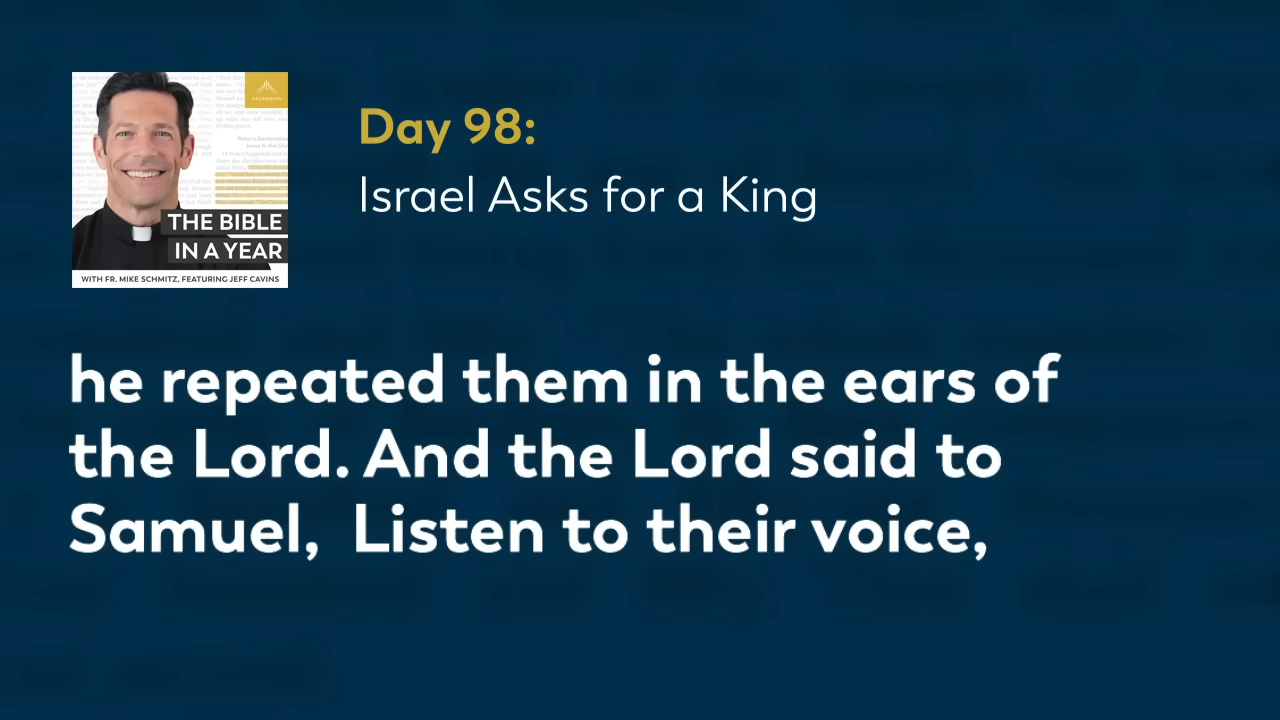 ASCENSION
THE BIBLE
IN A YEAR
WITH FR. MIKE SCHMITZ, FEATURING JEFF CAVINS
Day 98:
Israel Asks for a King
he repeated them in the ears of
the Lord. And the Lord said to
Samuel,  Listen to their voice,